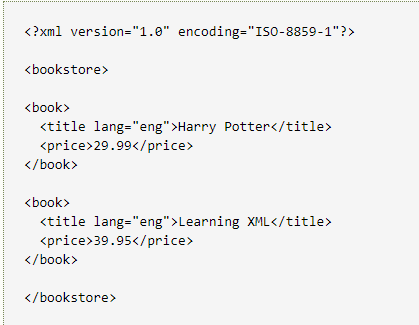 <?xml version="1.0" encoding="ISO-8859-1"?>
<bookstore>
<book>
<title lang="eng">Harry Potter</title>
<price>29.99</price>
</book>
<book>
<title lang="eng">Learning XML</title>
<price>39.95</price>
</book>
</bookstore>